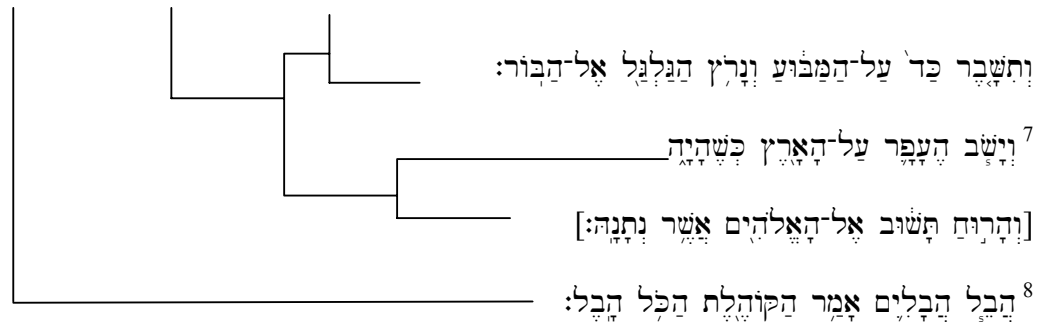 וְתִשָּׁ֤בֶר כַּד֙ עַל־הַמַּבּ֔וּעַ וְנָרֹ֥ץ הַגַּלְגַּ֖ל אֶל־הַבּֽוֹר׃
7 וְיָשֹׁ֧ב הֶעָפָ֛ר עַל־הָאָ֖רֶץ כְּשֶׁהָיָ֑ה
[וְהָר֣וּחַ תָּשׁ֔וּב אֶל־הָאֱלֹהִ֖ים אֲשֶׁ֥ר נְתָנָֽהּ׃]
8 הֲבֵ֧ל הֲבָלִ֛ים אָמַ֥ר הַקּוֹהֶ֖לֶת הַכֹּ֥ל הָֽבֶל׃